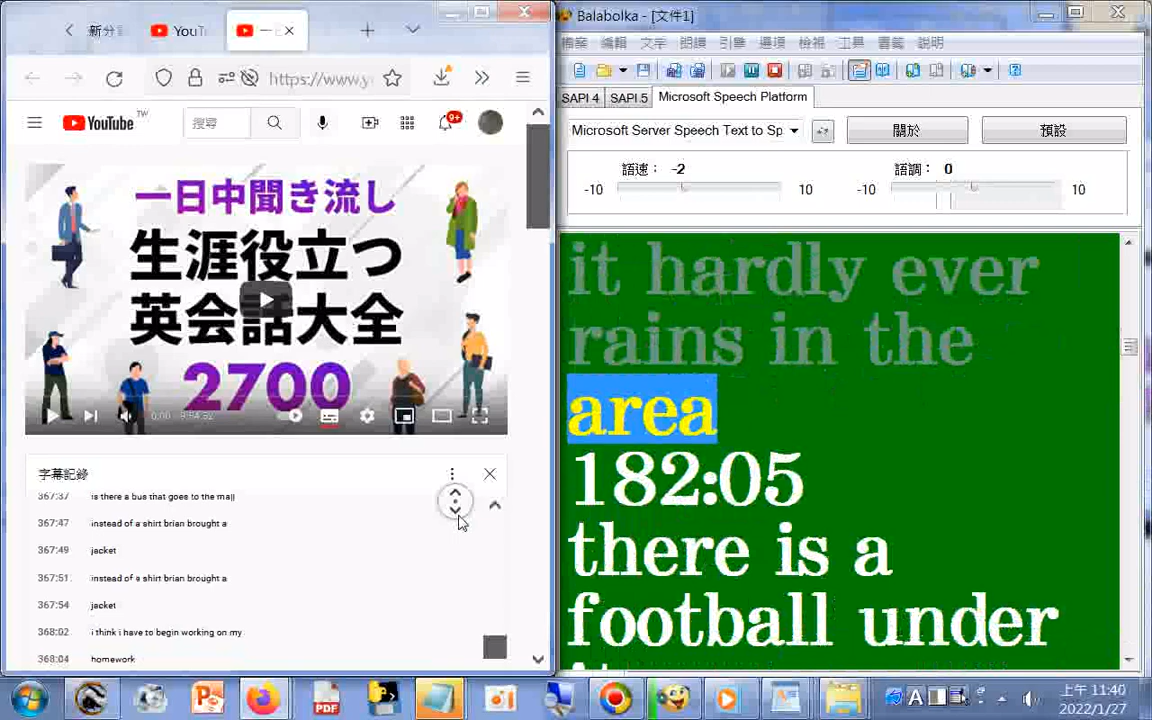 新分
YouT
一日
https://www.y
YouTube TW
搜尋
9+
一日中聞き流し
生涯役立つ
英会話大全
2700
字幕記錄
367:37 is there a bus that goes to the mall
367:47 instead of a shirt brian brought a
367:49 jacket
367:51 instead of a shirt brian brought a
367:54 jacket
368:02 i think i have to begin working on my
368:04 homework
Balabolka - [文件1]
檔案 編輯 文字 朗讀 引擎 選項 檢視 工具 書籤 說明
SAPI 4 SAPI 5 Microsoft Speech Platform
Microsoft Server Speech Text to Sp
關於
預設
語速： -2
語調： 0
-10 10 -10 10
it hardly ever
rains in the
area
182:05
there is a
football under
PDF
A
上午 11:40
2022/1/27